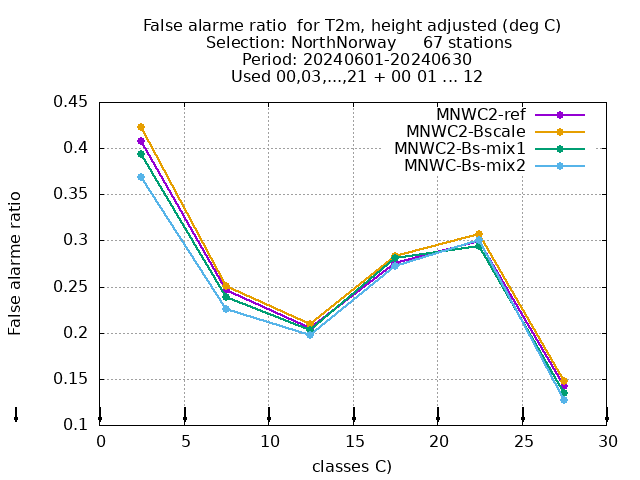 False alarme ratio  for T2m, height adjusted (deg C)
Selection: NorthNorway     67 stations
Period: 20240601-20240630
Used 00,03,...,21 + 00 01 ... 12
MNWC2-ref
MNWC2-Bscale
MNWC2-Bs-mix1
MNWC-Bs-mix2
False alarme ratio
0.45
0.4
0.35
0.3
0.25
0.2
0.15
0.1
0 5 10 15 20 25 30
classes C)